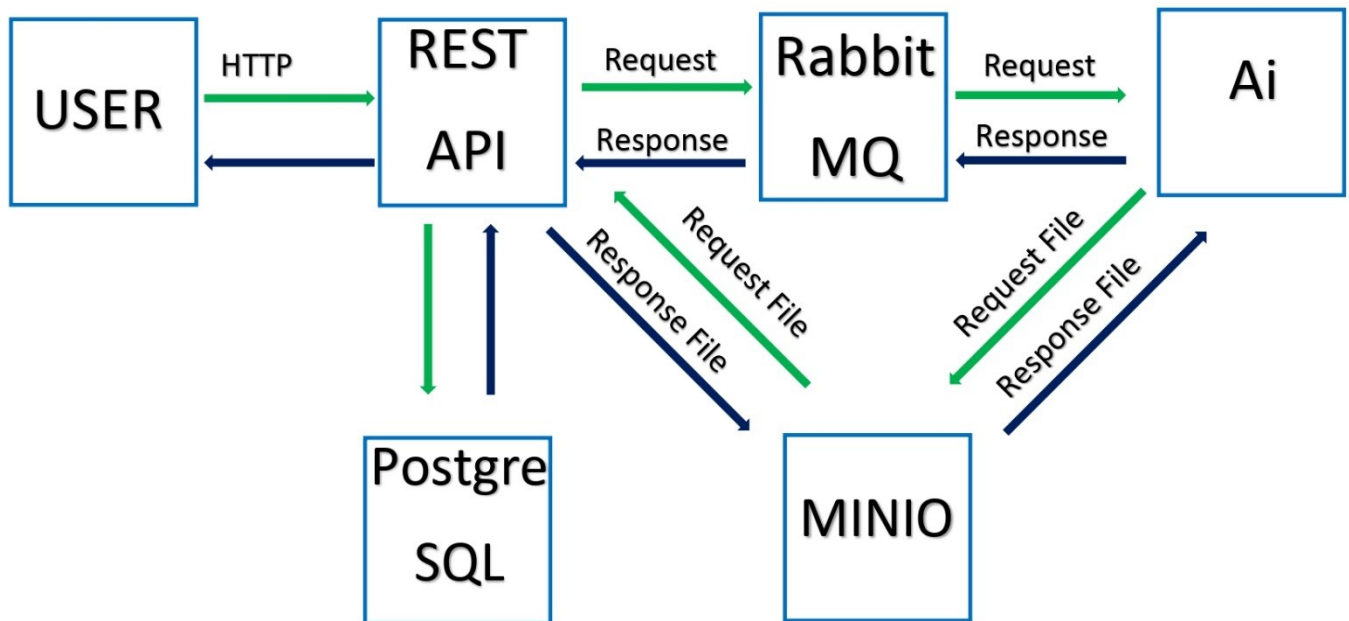 USER
HTTP
REST
API
Request
Response
Rabbit
MQ
Request
Response
Ai
Response File
Request File
Request File
Response File
Postgre
SQL
MINIO